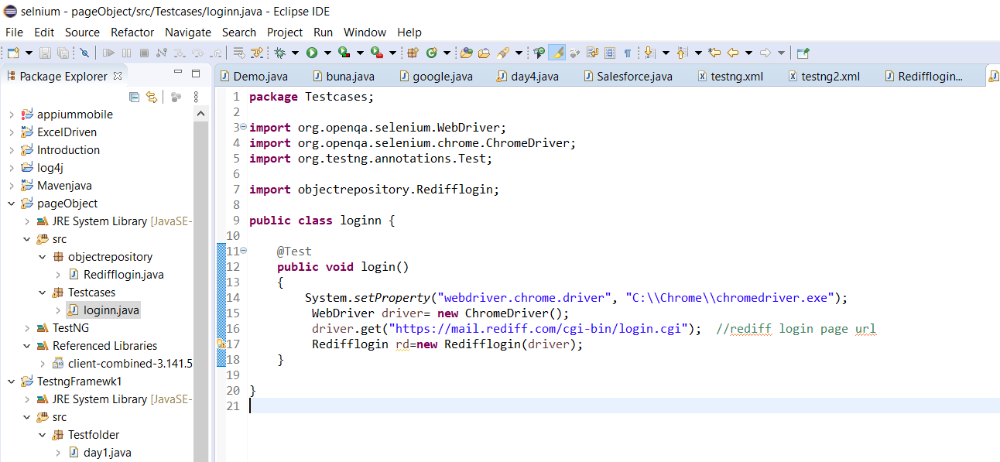 selnium - pageObject/src/Testcases/loginn.java - Eclipse IDE
File Edit Source Refactor Navigate Search Project Run Window Help
Package Explorer
appiummobile
ExcelDriven
Introduction
log4j
Mavenjava
pageObject
JRE System Library [JavaSE-
src
objectrepository
Redifflogin.java
Testcases
loginn.java
TestNG
Referenced Libraries
client-combined-3.141.5
TestngFramewk1
JRE System Library [JavaSE-
src
Testfolder
day1.java
Demo.java buna.java google.java day4.java Salesforce.java testng.xml testng2.xml Redifflogin...
1 package Testcases;
2
3 import org.openqa.selenium.WebDriver;
4 import org.openqa.selenium.chrome.ChromeDriver;
5 import org.testng.annotations.Test;
6
7 import objectrepository.Redifflogin;
8
9 public class loginn {
10
11 @Test
12 public void login()
13 {
14 System.setProperty("webdriver.chrome.driver", "C:\\Chrome\\chromedriver.exe");
15 WebDriver driver= new ChromeDriver();
16 driver.get("https://mail.rediff.com/cgi-bin/login.cgi"); //rediff login page url
17 Redifflogin rd=new Redifflogin(driver);
18 }
19
20 }
21